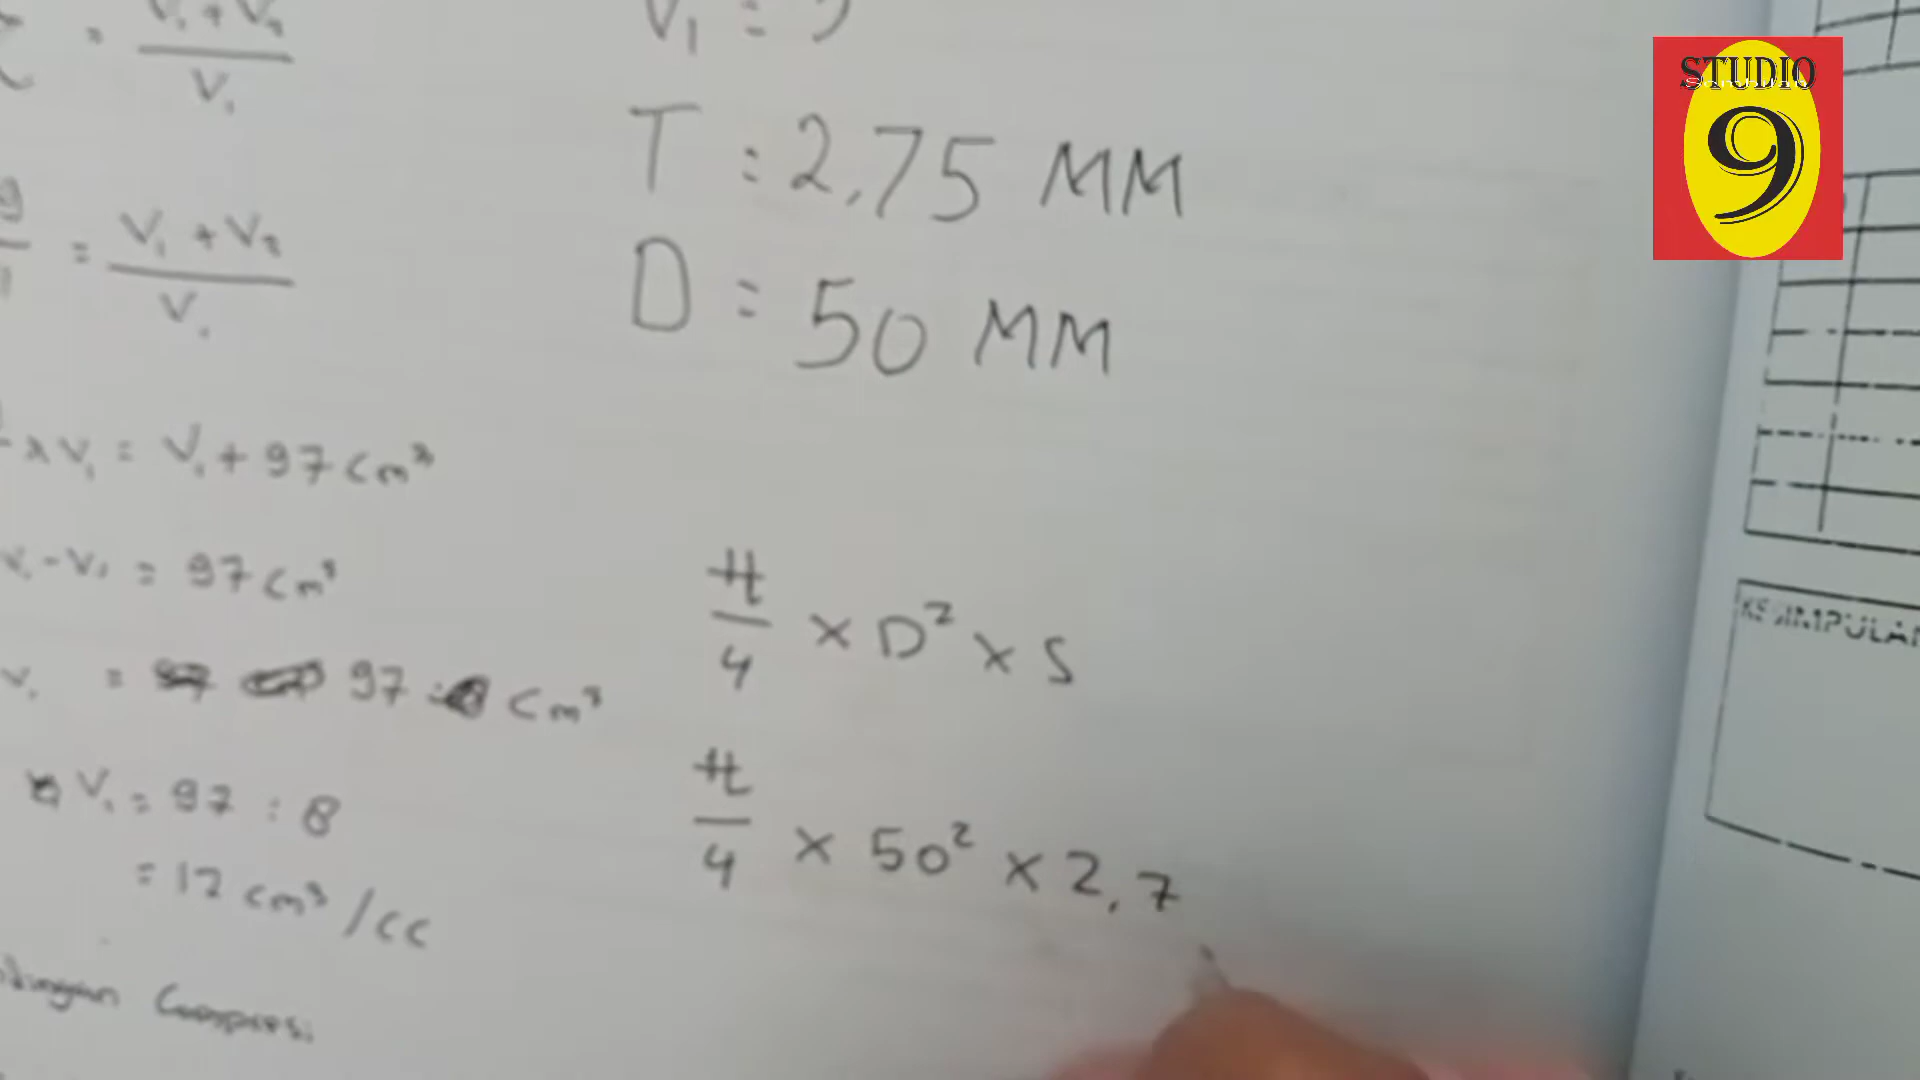 = V₁ + V₂
V₁
= V₁ + V₂
V₁
x V₁ = V₁ + 97 cm³
V₁ - V₁ = 97 cm³
V₁ = 97 cm³
V₁ = 97 : 8
= 12 cm³ / cc
Compresi
V₁ = ?
T = 2,75 MM
D = 50 MM
π/4 x D² x S
π/4 x 50² x 2,7
STUDIO
9
KESIMPULAN